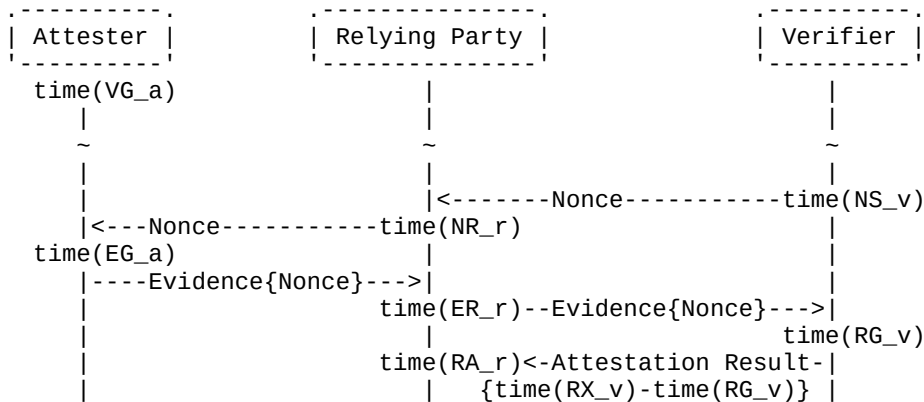 .----------.            .---------------.                   .----------.
| Attester |            | Relying Party |                   | Verifier |
'----------'            '---------------'                   '----------'
  time(VG_a)                    |                                |
     |                          |                                |
     ~                          ~                                ~
     |                          |                                |
     |                          |<-------Nonce-----------time(NS_v)
     |<---Nonce-----------time(NR_r)                             |
  time(EG_a)                    |                                |
     |----Evidence{Nonce}--->|                                   |
     |                    time(ER_r)--Evidence{Nonce}--->|
     |                          |                        time(RG_v)
     |                    time(RA_r)<-Attestation Result-|
     |                          |   {time(RX_v)-time(RG_v)} |